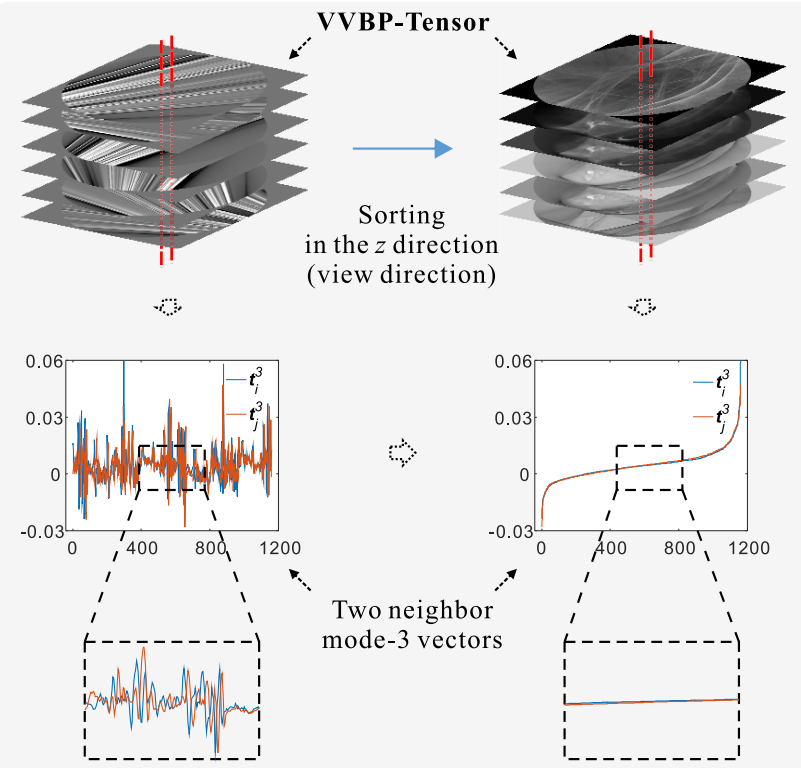 VVBP-Tensor
Sorting
in the z direction
(view direction)
0.06
0.03
0
-0.03
0
400
800
1200
t_i^3
t_j^3
0.06
0.03
0
-0.03
0
400
800
1200
t_i^3
t_j^3
Two neighbor
mode-3 vectors